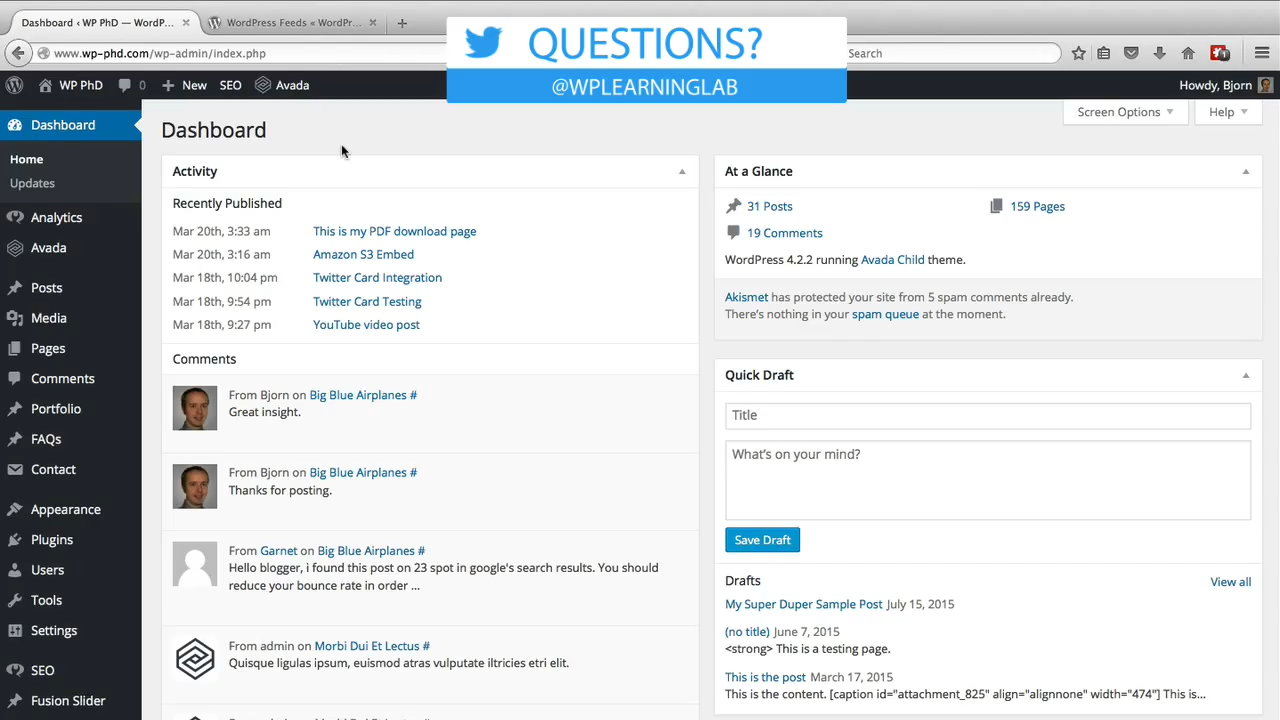 Dashboard ‹ WP PhD — WordP...
WordPress Feeds « WordPr...
QUESTIONS?
@WPLEARNINGLAB
www.wp-phd.com/wp-admin/index.php
Search
1
WP PhD
0
New
SEO
Avada
Howdy, Bjorn
Dashboard
Home
Updates
Analytics
Avada
Posts
Media
Pages
Comments
Portfolio
FAQs
Contact
Appearance
Plugins
Users
Tools
Settings
SEO
Fusion Slider
Screen Options
Help
Dashboard
Activity
Recently Published
Mar 20th, 3:33 am This is my PDF download page
Mar 20th, 3:16 am Amazon S3 Embed
Mar 18th, 10:04 pm Twitter Card Integration
Mar 18th, 9:54 pm Twitter Card Testing
Mar 18th, 9:27 pm YouTube video post
Comments
From Bjorn on Big Blue Airplanes #
Great insight.
From Bjorn on Big Blue Airplanes #
Thanks for posting.
From Garnet on Big Blue Airplanes #
Hello blogger, i found this post on 23 spot in google's search results. You should
reduce your bounce rate in order ...
From admin on Morbi Dui Et Lectus #
Quisque ligulas ipsum, euismod atras vulputate iltricies etri elit.
At a Glance
31 Posts
159 Pages
19 Comments
WordPress 4.2.2 running Avada Child theme.
Akismet has protected your site from 5 spam comments already.
There's nothing in your spam queue at the moment.
Quick Draft
Title
What's on your mind?
Save Draft
Drafts
View all
My Super Duper Sample Post July 15, 2015
(no title) June 7, 2015
<strong> This is a testing page.
This is the post March 17, 2015
This is the content. [caption id="attachment_825" align="alignnone" width="474"] This is...